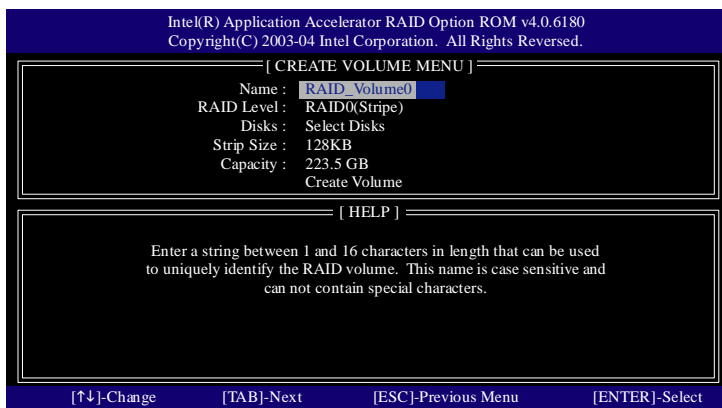 Intel(R) Application Accelerator RAID Option ROM v4.0.6180
Copyright(C) 2003-04 Intel Corporation. All Rights Reversed.
[ CREATE VOLUME MENU ]
Name : RAID_Volume0
RAID Level : RAID0(Stripe)
Disks : Select Disks
Strip Size : 128KB
Capacity : 223.5 GB
Create Volume
[ HELP ]
Enter a string between 1 and 16 characters in length that can be used
to uniquely identify the RAID volume. This name is case sensitive and
can not contain special characters.
[↑↓]-Change [TAB]-Next [ESC]-Previous Menu [ENTER]-Select